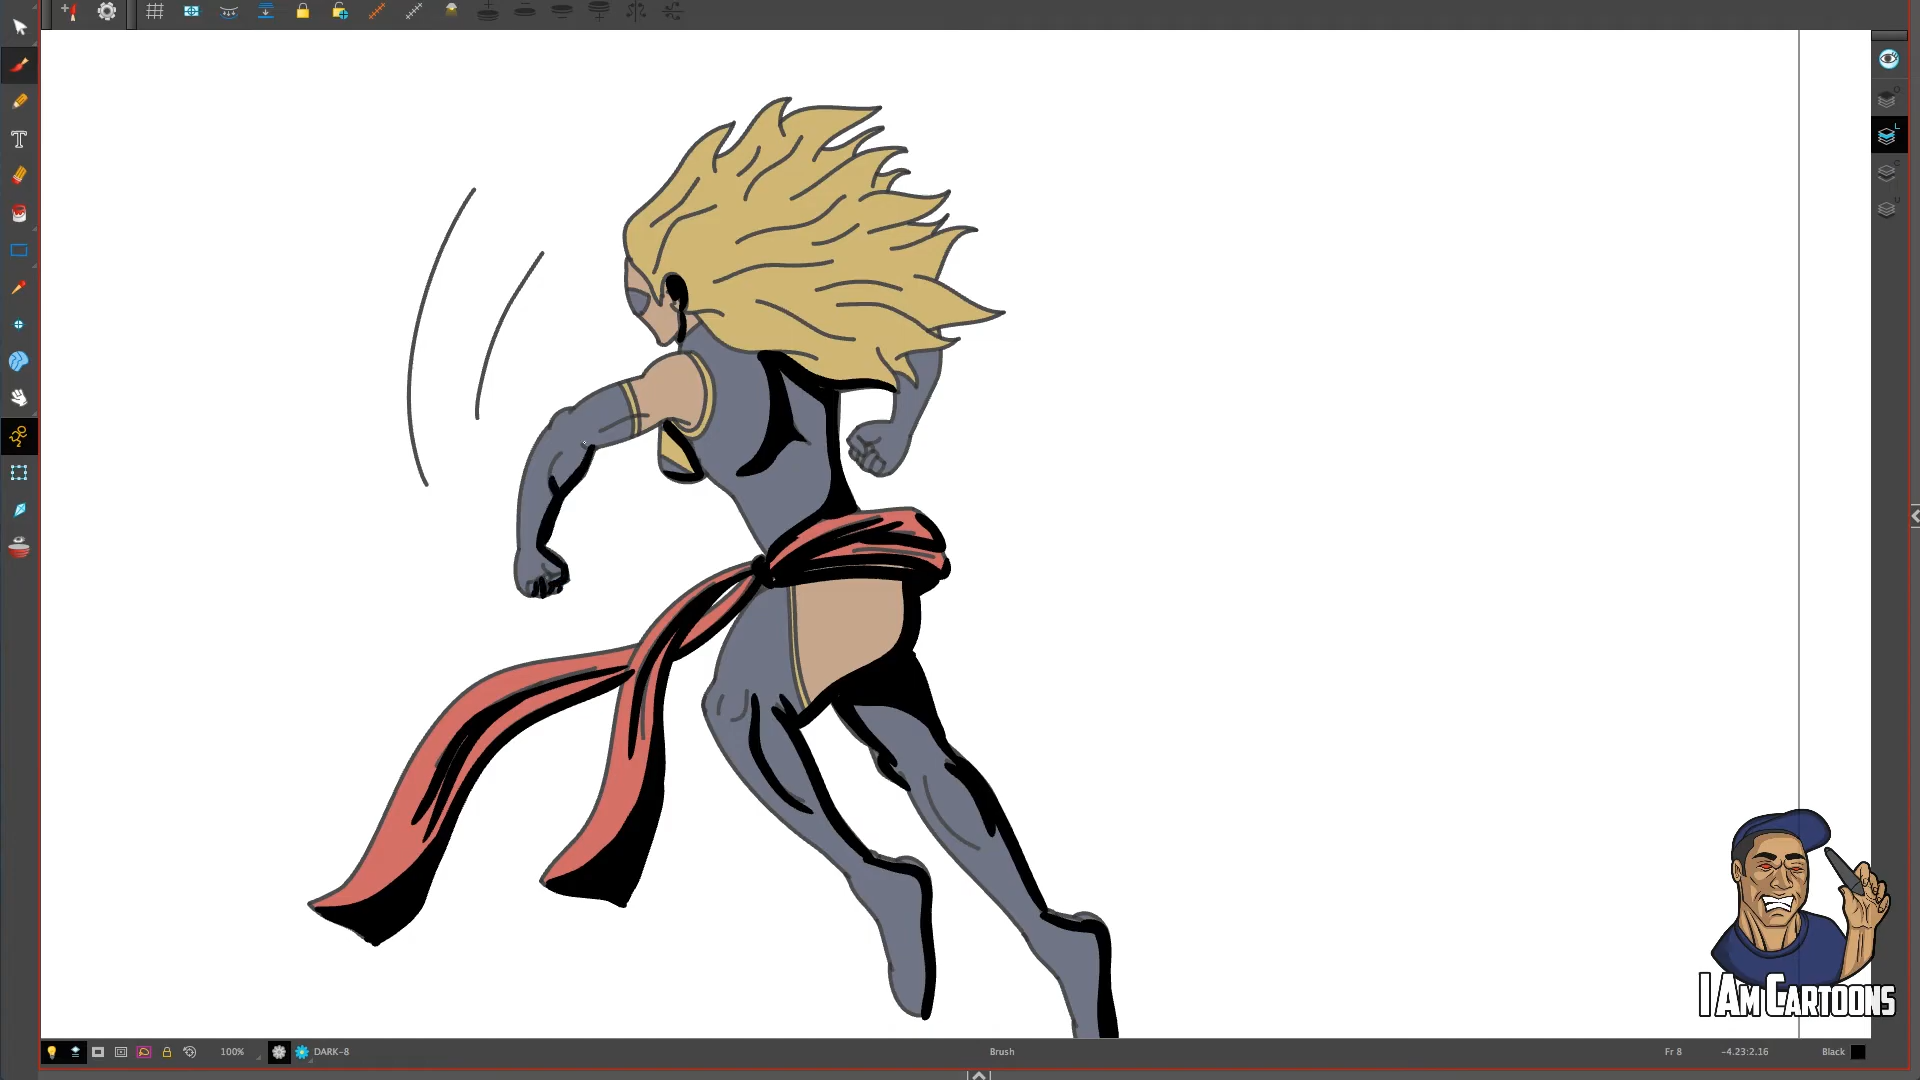 100%
DARK-8
Brush
Fr 8
-4.23:2.16
Black
I AM CARTOONS